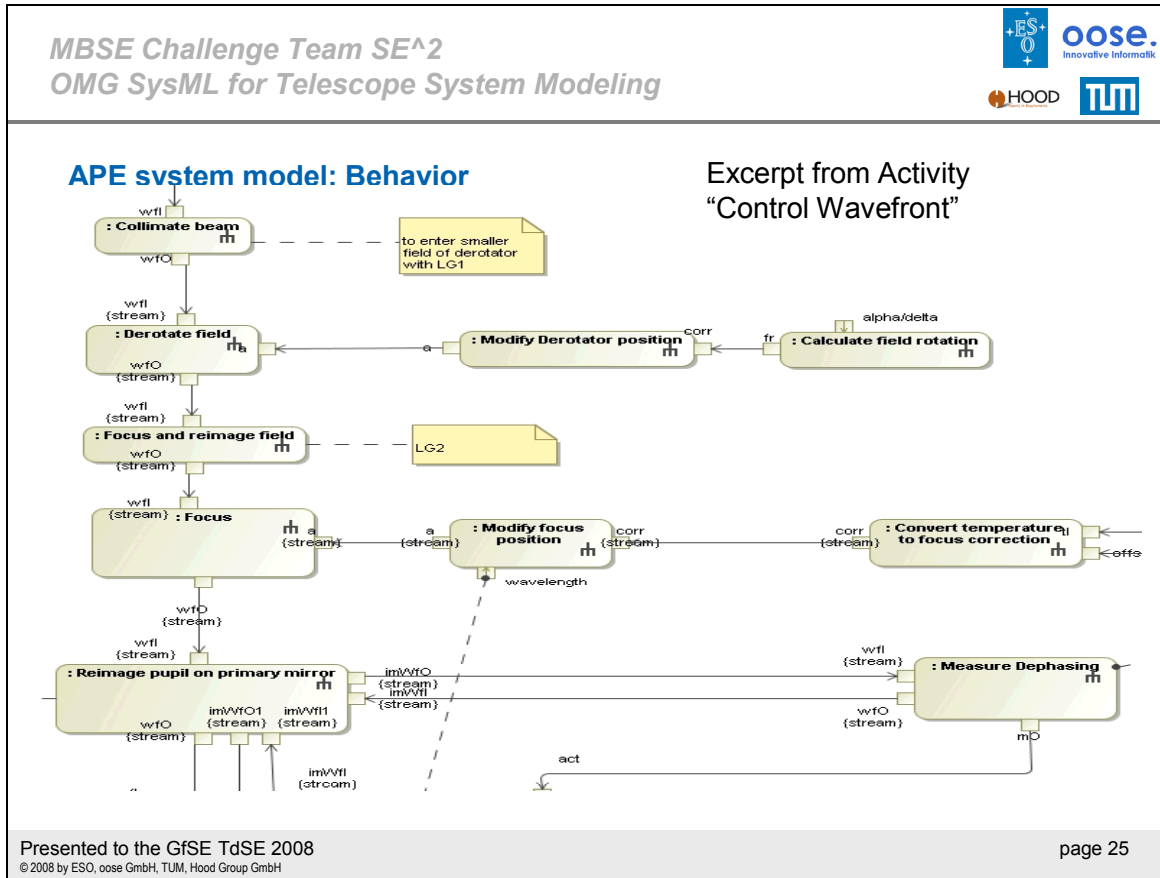 MBSE Challenge Team SE^2
OMG SysML for Telescope System Modeling
ESO
oose.
Innovative Informatik
HOOD
TUM
APE system model: Behavior
Excerpt from Activity
“Control Wavefront”
wfI
: Collimate beam
wfO
to enter smaller
field of derotator
with LG1
wfI
{stream}
: Derotate field
a
wfO
{stream}
a
: Modify Derotator position
corr
fr
: Calculate field rotation
alpha/delta
wfI
{stream}
: Focus and reimage field
wfO
{stream}
LG2
wfI
{stream}
: Focus
a
{stream}
a
{stream}
: Modify focus
position
corr
{stream}
wavelength
corr
{stream}
: Convert temperature
to focus correction
tI
offs
wfO
{stream}
wfI
{stream}
: Reimage pupil on primary mirror
imWfO
{stream}
imWfI
{stream}
wfO
{stream}
imWfO1
{stream}
imWfI1
{stream}
imWfI
{stream}
wfI
{stream}
: Measure Dephasing
wfO
{stream}
mO
act
Presented to the GfSE TdSE 2008
page 25
© 2008 by ESO, oose GmbH, TUM, Hood Group GmbH